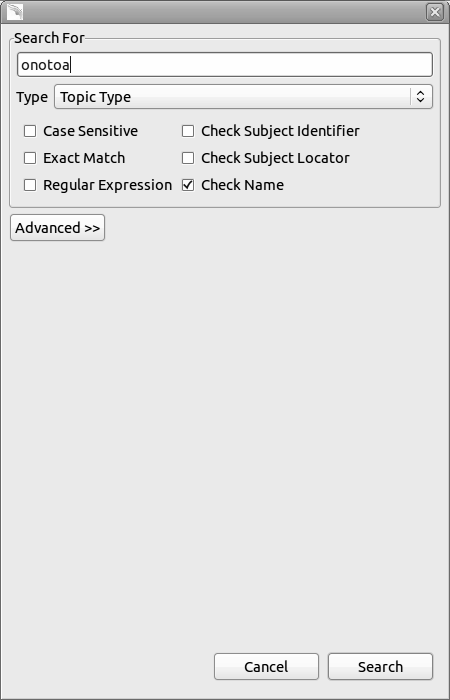 Search For
onotoa
Type Topic Type
Case Sensitive Check Subject Identifier
Exact Match Check Subject Locator
Regular Expression Check Name
Advanced >>
Cancel Search